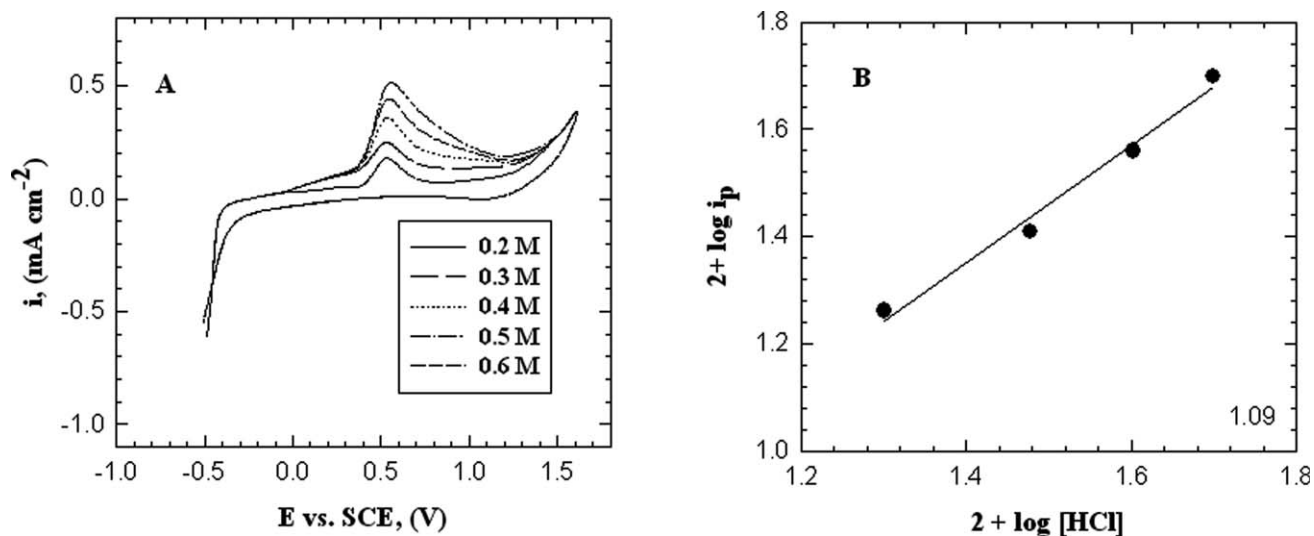 A
0.5
0.0
-0.5
-1.0
-1.0 -0.5 0.0 0.5 1.0 1.5
i, (mA cm⁻²)
E vs. SCE, (V)
0.2 M
0.3 M
0.4 M
0.5 M
0.6 M
B
1.8
1.6
1.4
1.2
1.0
1.2 1.4 1.6 1.8
2+ log iₚ
2 + log [HCl]
1.09